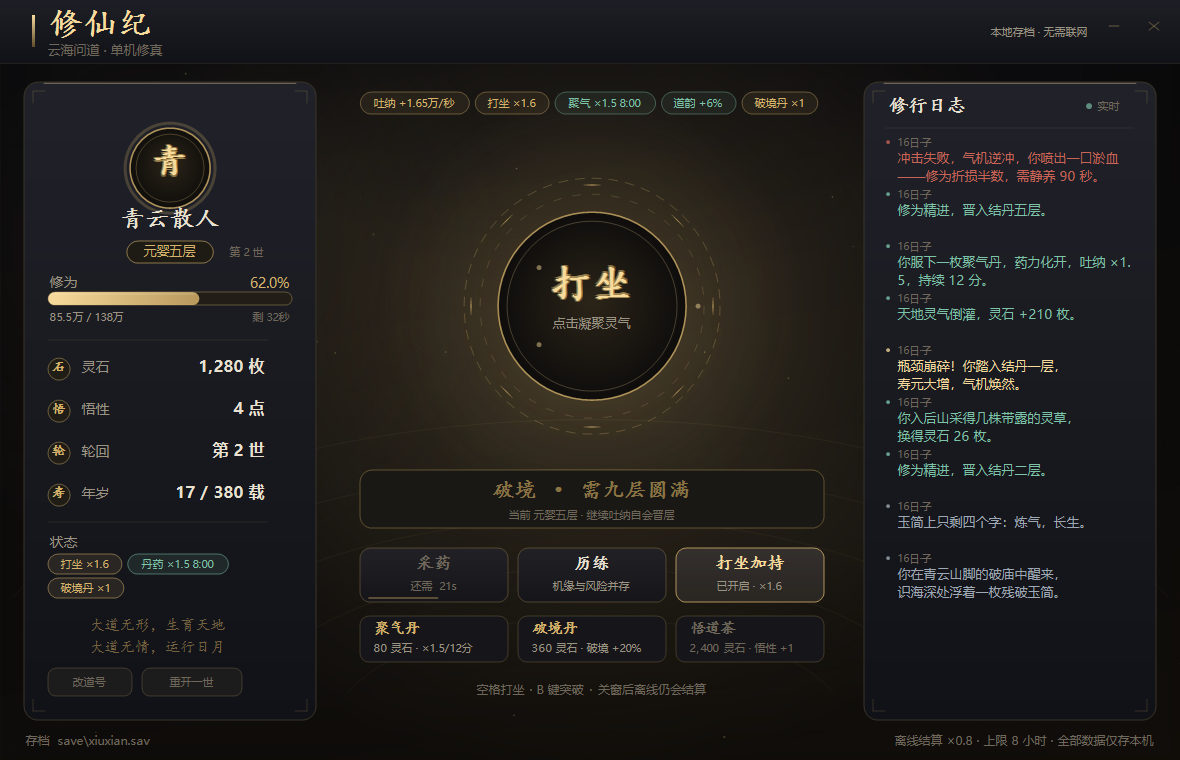 修仙纪
云海问道 · 单机修真
本地存档 · 无需联网
青
青云散人
元婴五层
第 2 世
修为
62.0%
85.5万 / 138万
剩 32秒
石
灵石
1,280 枚
悟
悟性
4 点
轮
轮回
第 2 世
寿
年岁
17 / 380 载
状态
打坐 ×1.6
丹药 ×1.5 8:00
破境丹 ×1
大道无形，生育天地
大道无情，运行日月
改道号
重开一世
吐纳 +1.65万/秒
打坐 ×1.6
聚气 ×1.5 8:00
道韵 +6%
破境丹 ×1
打坐
点击凝聚灵气
破境 · 需九层圆满
当前 元婴五层 · 继续吐纳自会晋层
采药
还需 21s
历练
机缘与风险并存
打坐加持
已开启 · ×1.6
聚气丹
80 灵石 · ×1.5/12分
破境丹
360 灵石 · 破境 +20%
悟道茶
2,400 灵石 · 悟性 +1
空格打坐 · B 键突破 · 关窗后离线仍会结算
修行日志
实时
16日子
冲击失败，气机逆冲，你喷出一口淤血
——修为折损半数，需静养 90 秒。
16日子
修为精进，晋入结丹五层。
16日子
你服下一枚聚气丹，药力化开，吐纳 ×1.
5，持续 12 分。
16日子
天地灵气倒灌，灵石 +210 枚。
16日子
瓶颈崩碎！你踏入结丹一层，
寿元大增，气机焕然。
16日子
你入后山采得几株带露的灵草，
换得灵石 26 枚。
16日子
修为精进，晋入结丹二层。
16日子
玉简上只剩四个字：炼气，长生。
16日子
你在青云山脚的破庙中醒来，
识海深处浮着一枚残破玉简。
存档 save\xiuxian.sav
离线结算 ×0.8 · 上限 8 小时 · 全部数据仅存本机